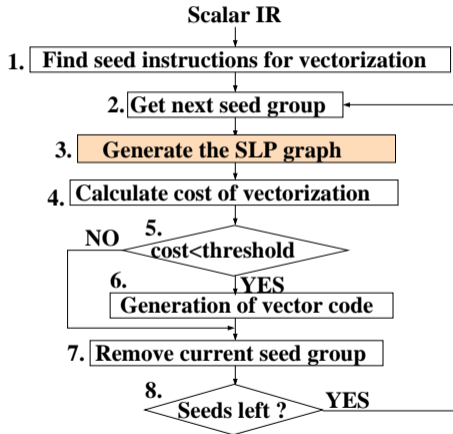 Scalar IR
1. Find seed instructions for vectorization
2. Get next seed group
3. Generate the SLP graph
4. Calculate cost of vectorization
5.
NO
cost<threshold
6.
YES
Generation of vector code
7. Remove current seed group
8.
YES
Seeds left ?